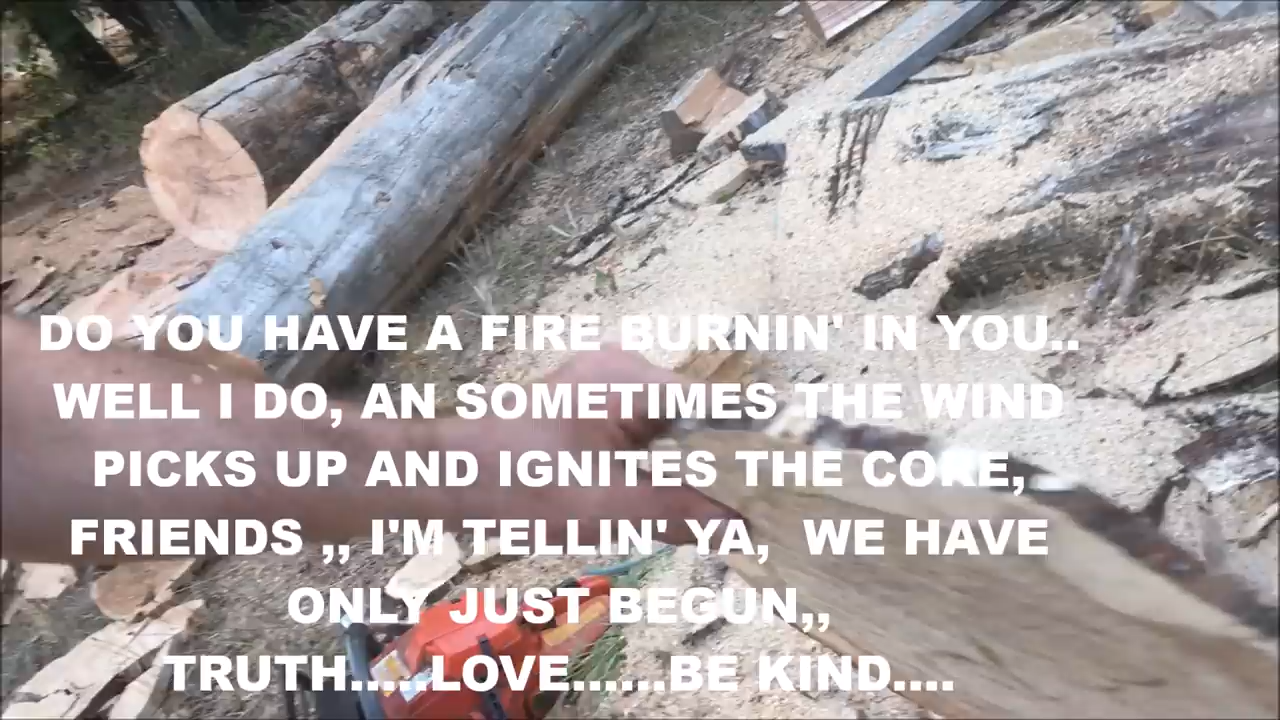 DO YOU HAVE A FIRE BURNIN' IN YOU..
WELL I DO, AN SOMETIMES THE WIND
PICKS UP AND IGNITES THE CORE,
FRIENDS ,, I'M TELLIN' YA, WE HAVE
ONLY JUST BEGUN,,
TRUTH.....LOVE......BE KIND....